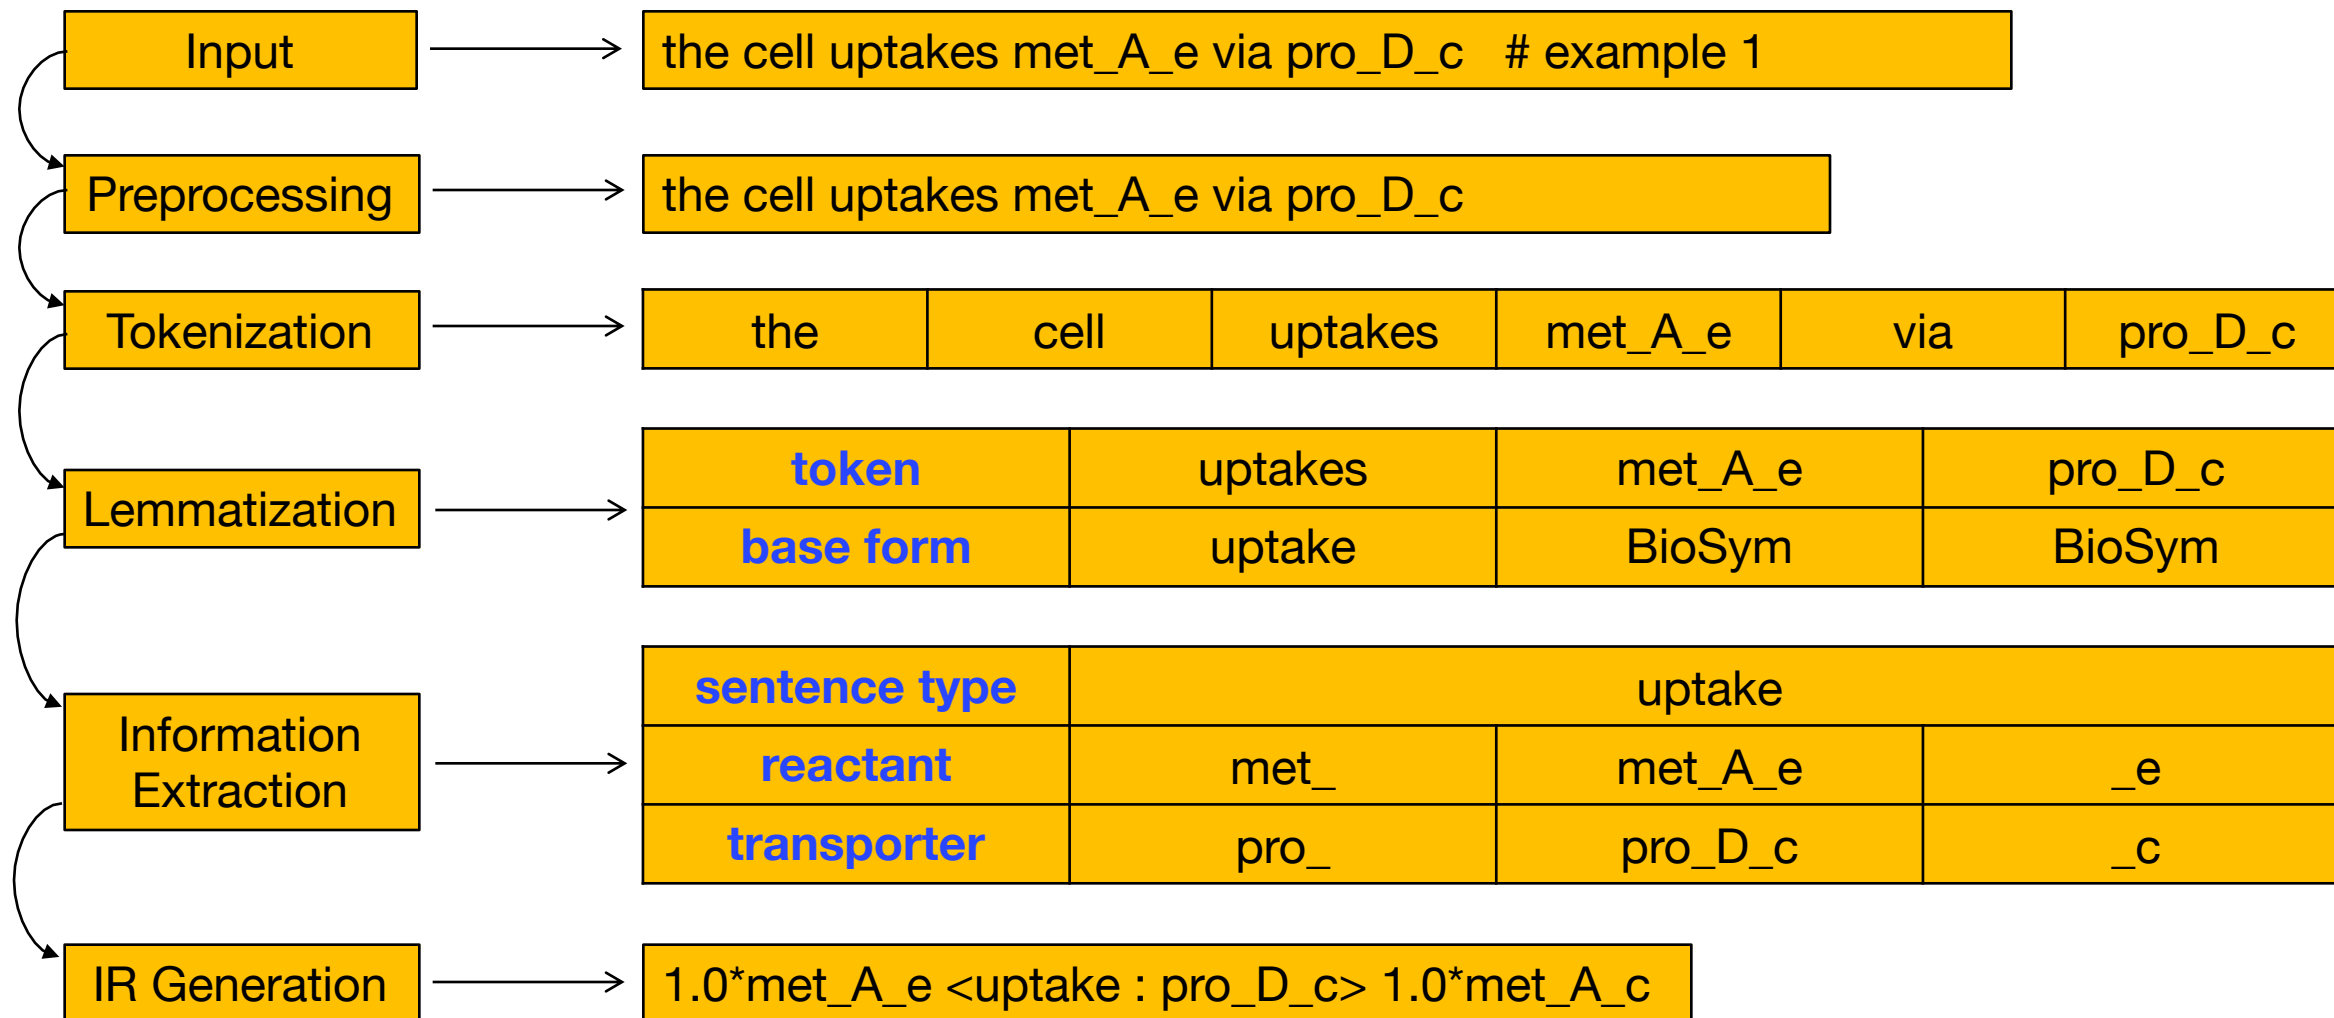 Input
the cell uptakes met_A_e via pro_D_c # example 1
Preprocessing
the cell uptakes met_A_e via pro_D_c
Tokenization
the cell uptakes met_A_e via pro_D_c
Lemmatization
token uptakes met_A_e pro_D_c
base form uptake BioSym BioSym
Information
Extraction
sentence type uptake
reactant met_ met_A_e _e
transporter pro_ pro_D_c _c
IR Generation
1.0*met_A_e <uptake : pro_D_c> 1.0*met_A_c